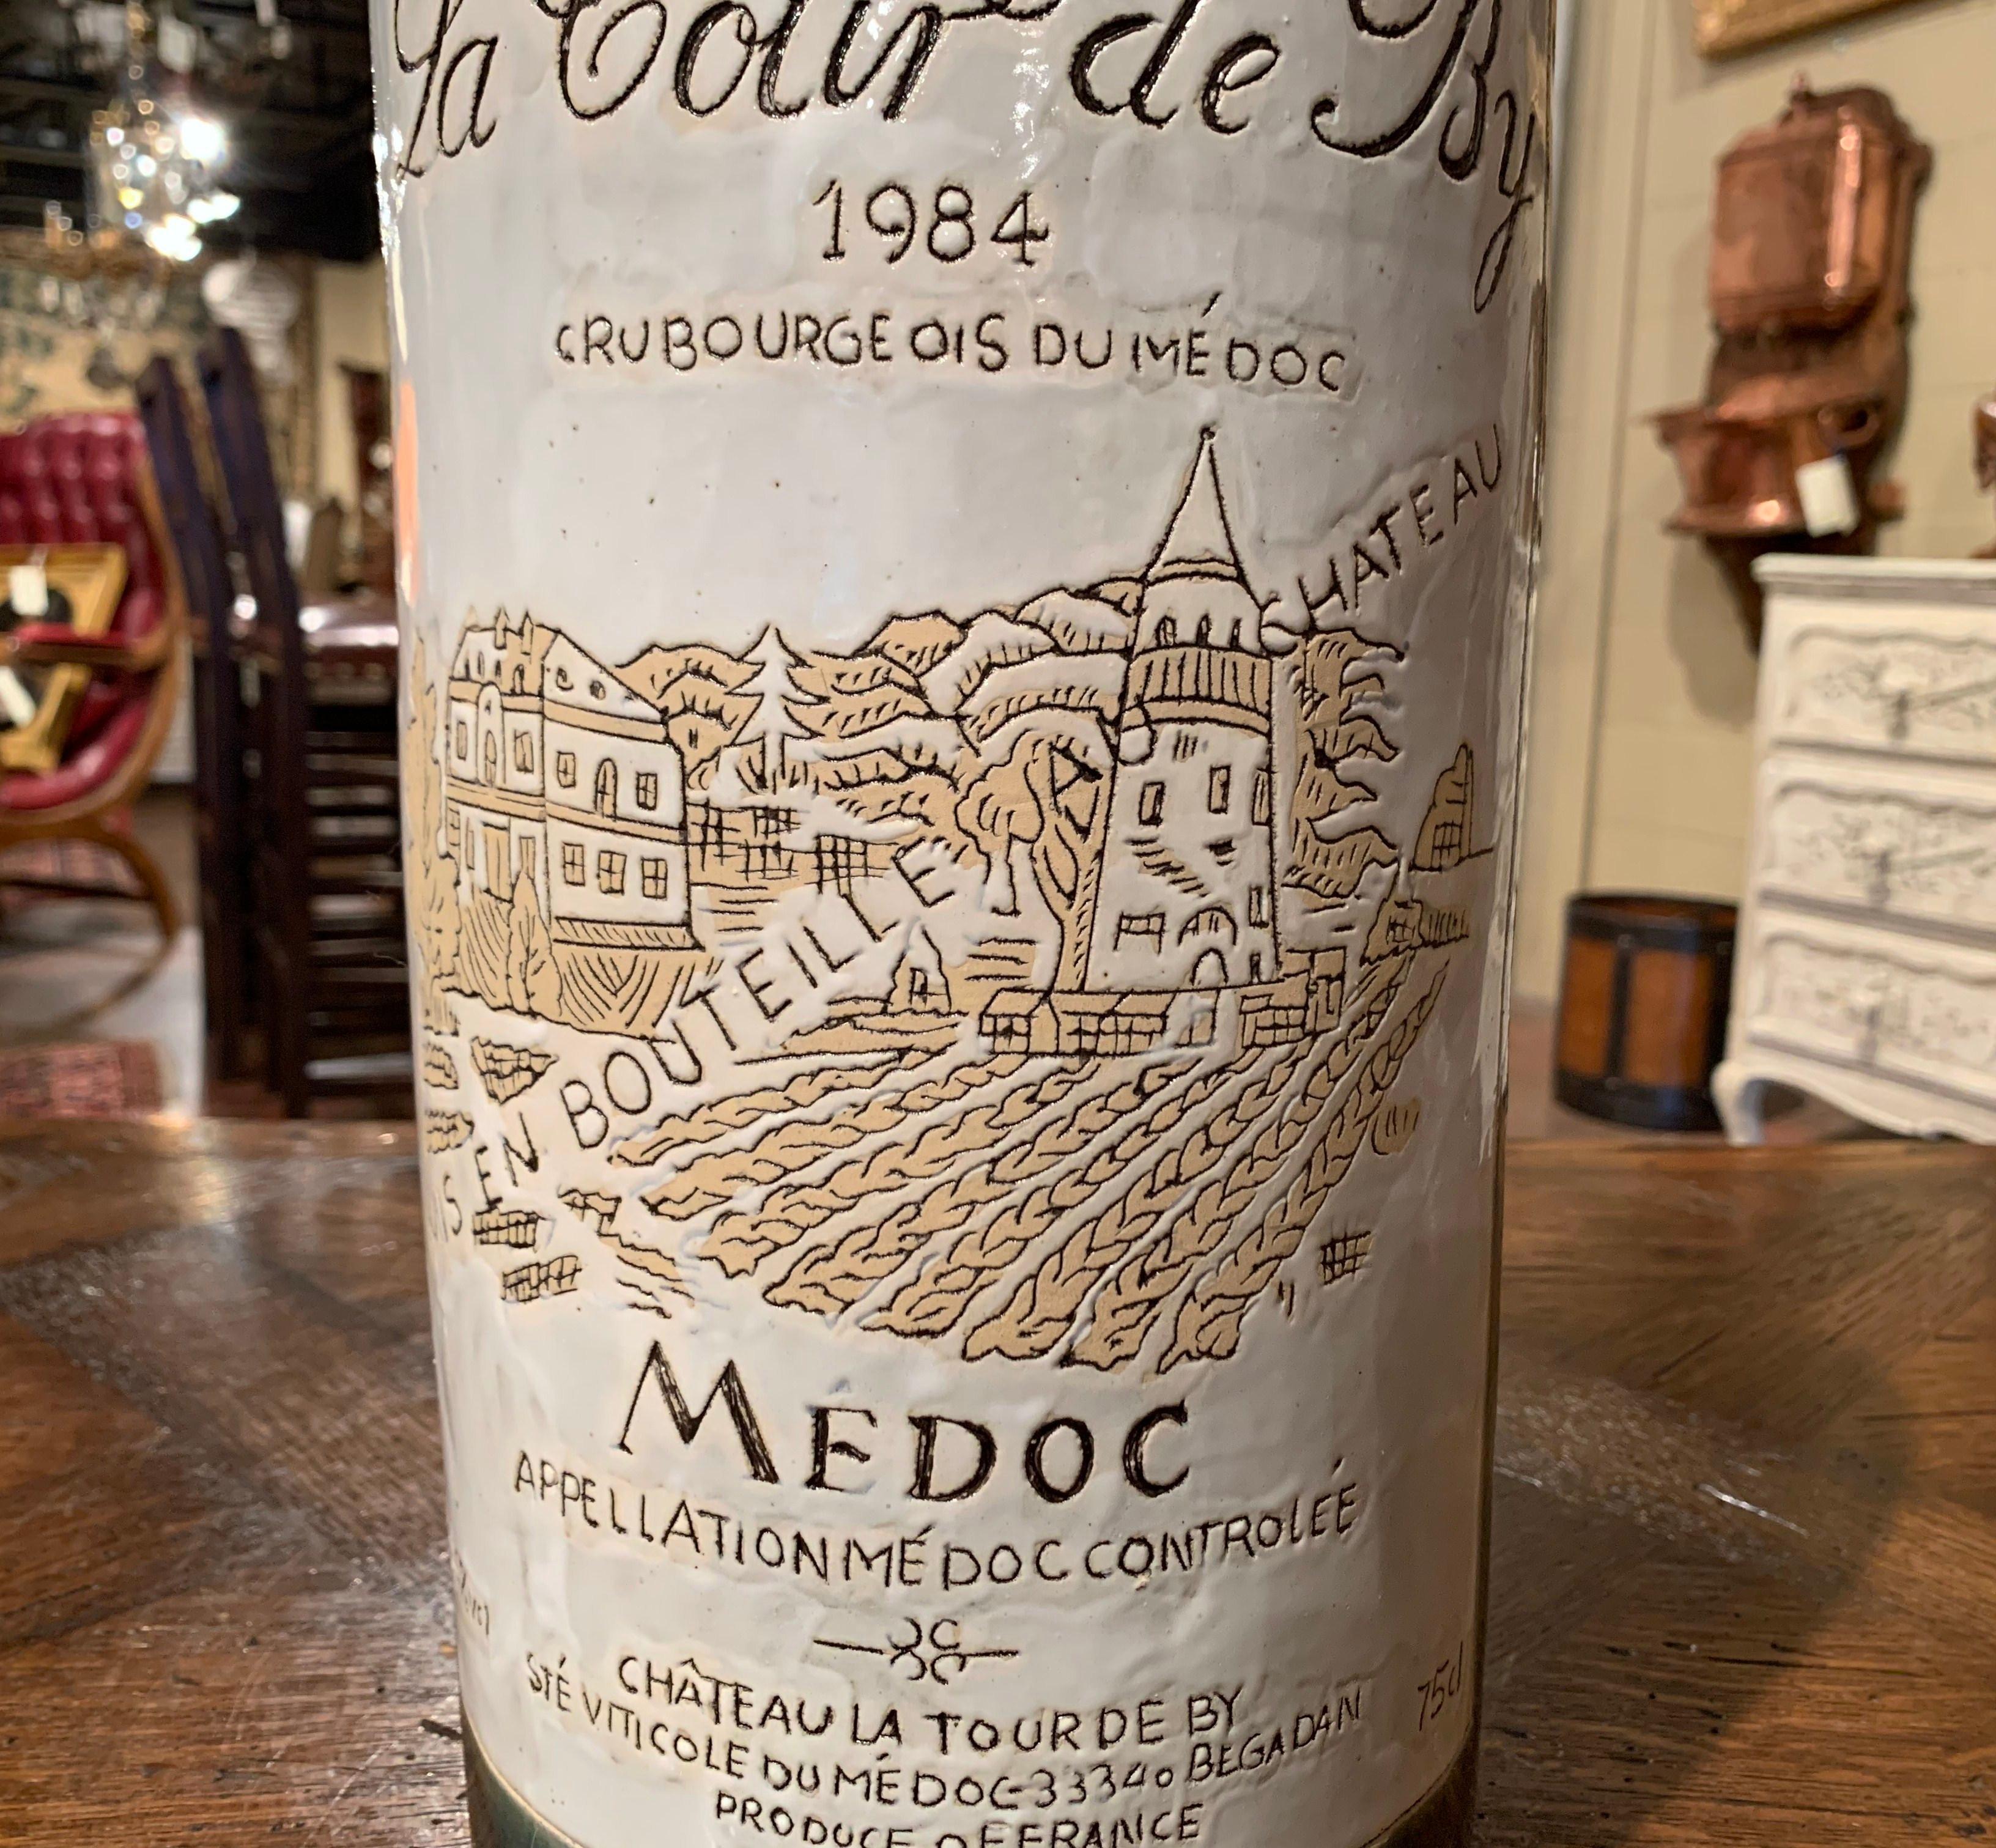 La Tour de By
1984
CRU BOURGEOIS DU MÉDOC
MIS EN BOUTEILLE AU CHATEAU
MÉDOC
APPELLATION MÉDOC CONTROLÉE
CHÂTEAU LA TOUR DE BY
STÉ VITICOLE DU MÉDOC-33340 BEGADAN
75cl
PRODUCE OF FRANCE